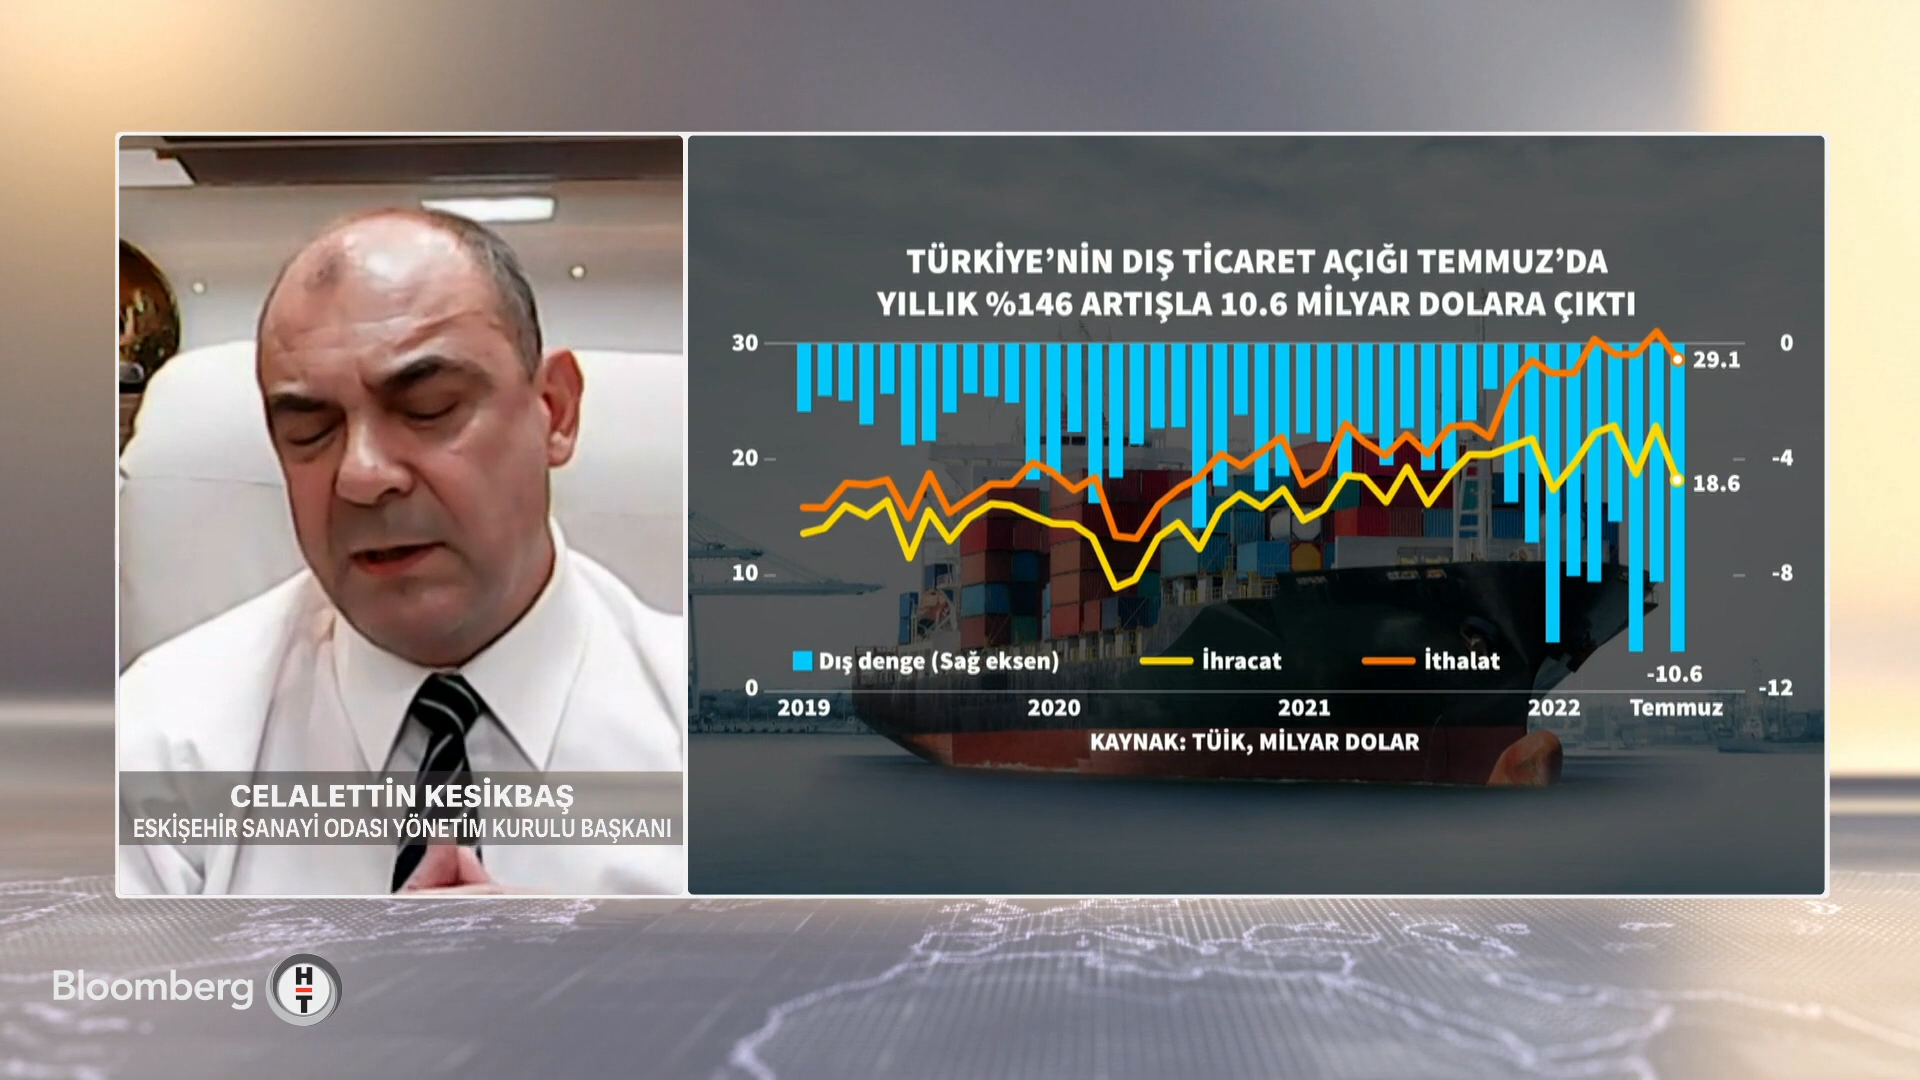 TÜRKİYE’NİN DIŞ TİCARET AÇIĞI TEMMUZ’DA
YILLIK %146 ARTIŞLA 10.6 MİLYAR DOLARA ÇIKTI
30
20
10
0
0
-4
-8
-12
29.1
18.6
-10.6
Dış denge (Sağ eksen)
İhracat
İthalat
2019
2020
2021
2022
Temmuz
KAYNAK: TÜİK, MİLYAR DOLAR
CELALETTİN KESİKBAŞ
ESKİŞEHİR SANAYİ ODASI YÖNETİM KURULU BAŞKANI
Bloomberg
H
T